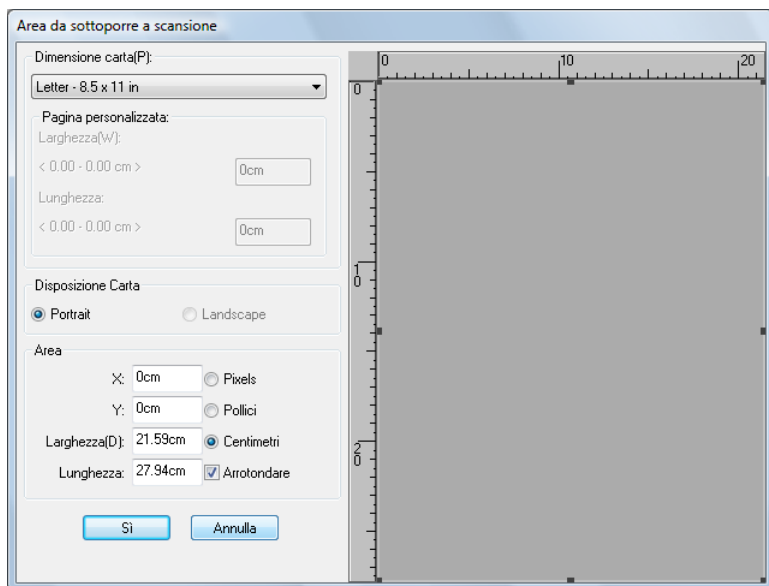 Area da sottoporre a scansione
Dimensione carta(P):
Letter - 8.5 x 11 in
Pagina personalizzata:
Larghezza(W):
< 0.00 - 0.00 cm >
0cm
Lunghezza:
< 0.00 - 0.00 cm >
0cm
Disposizione Carta
Portrait
Landscape
Area
X: 0cm Pixels
Y: 0cm Pollici
Larghezza(D): 21.59cm Centimetri
Lunghezza: 27.94cm Arrotondare
Sì Annulla
0 10 20
0
10
20